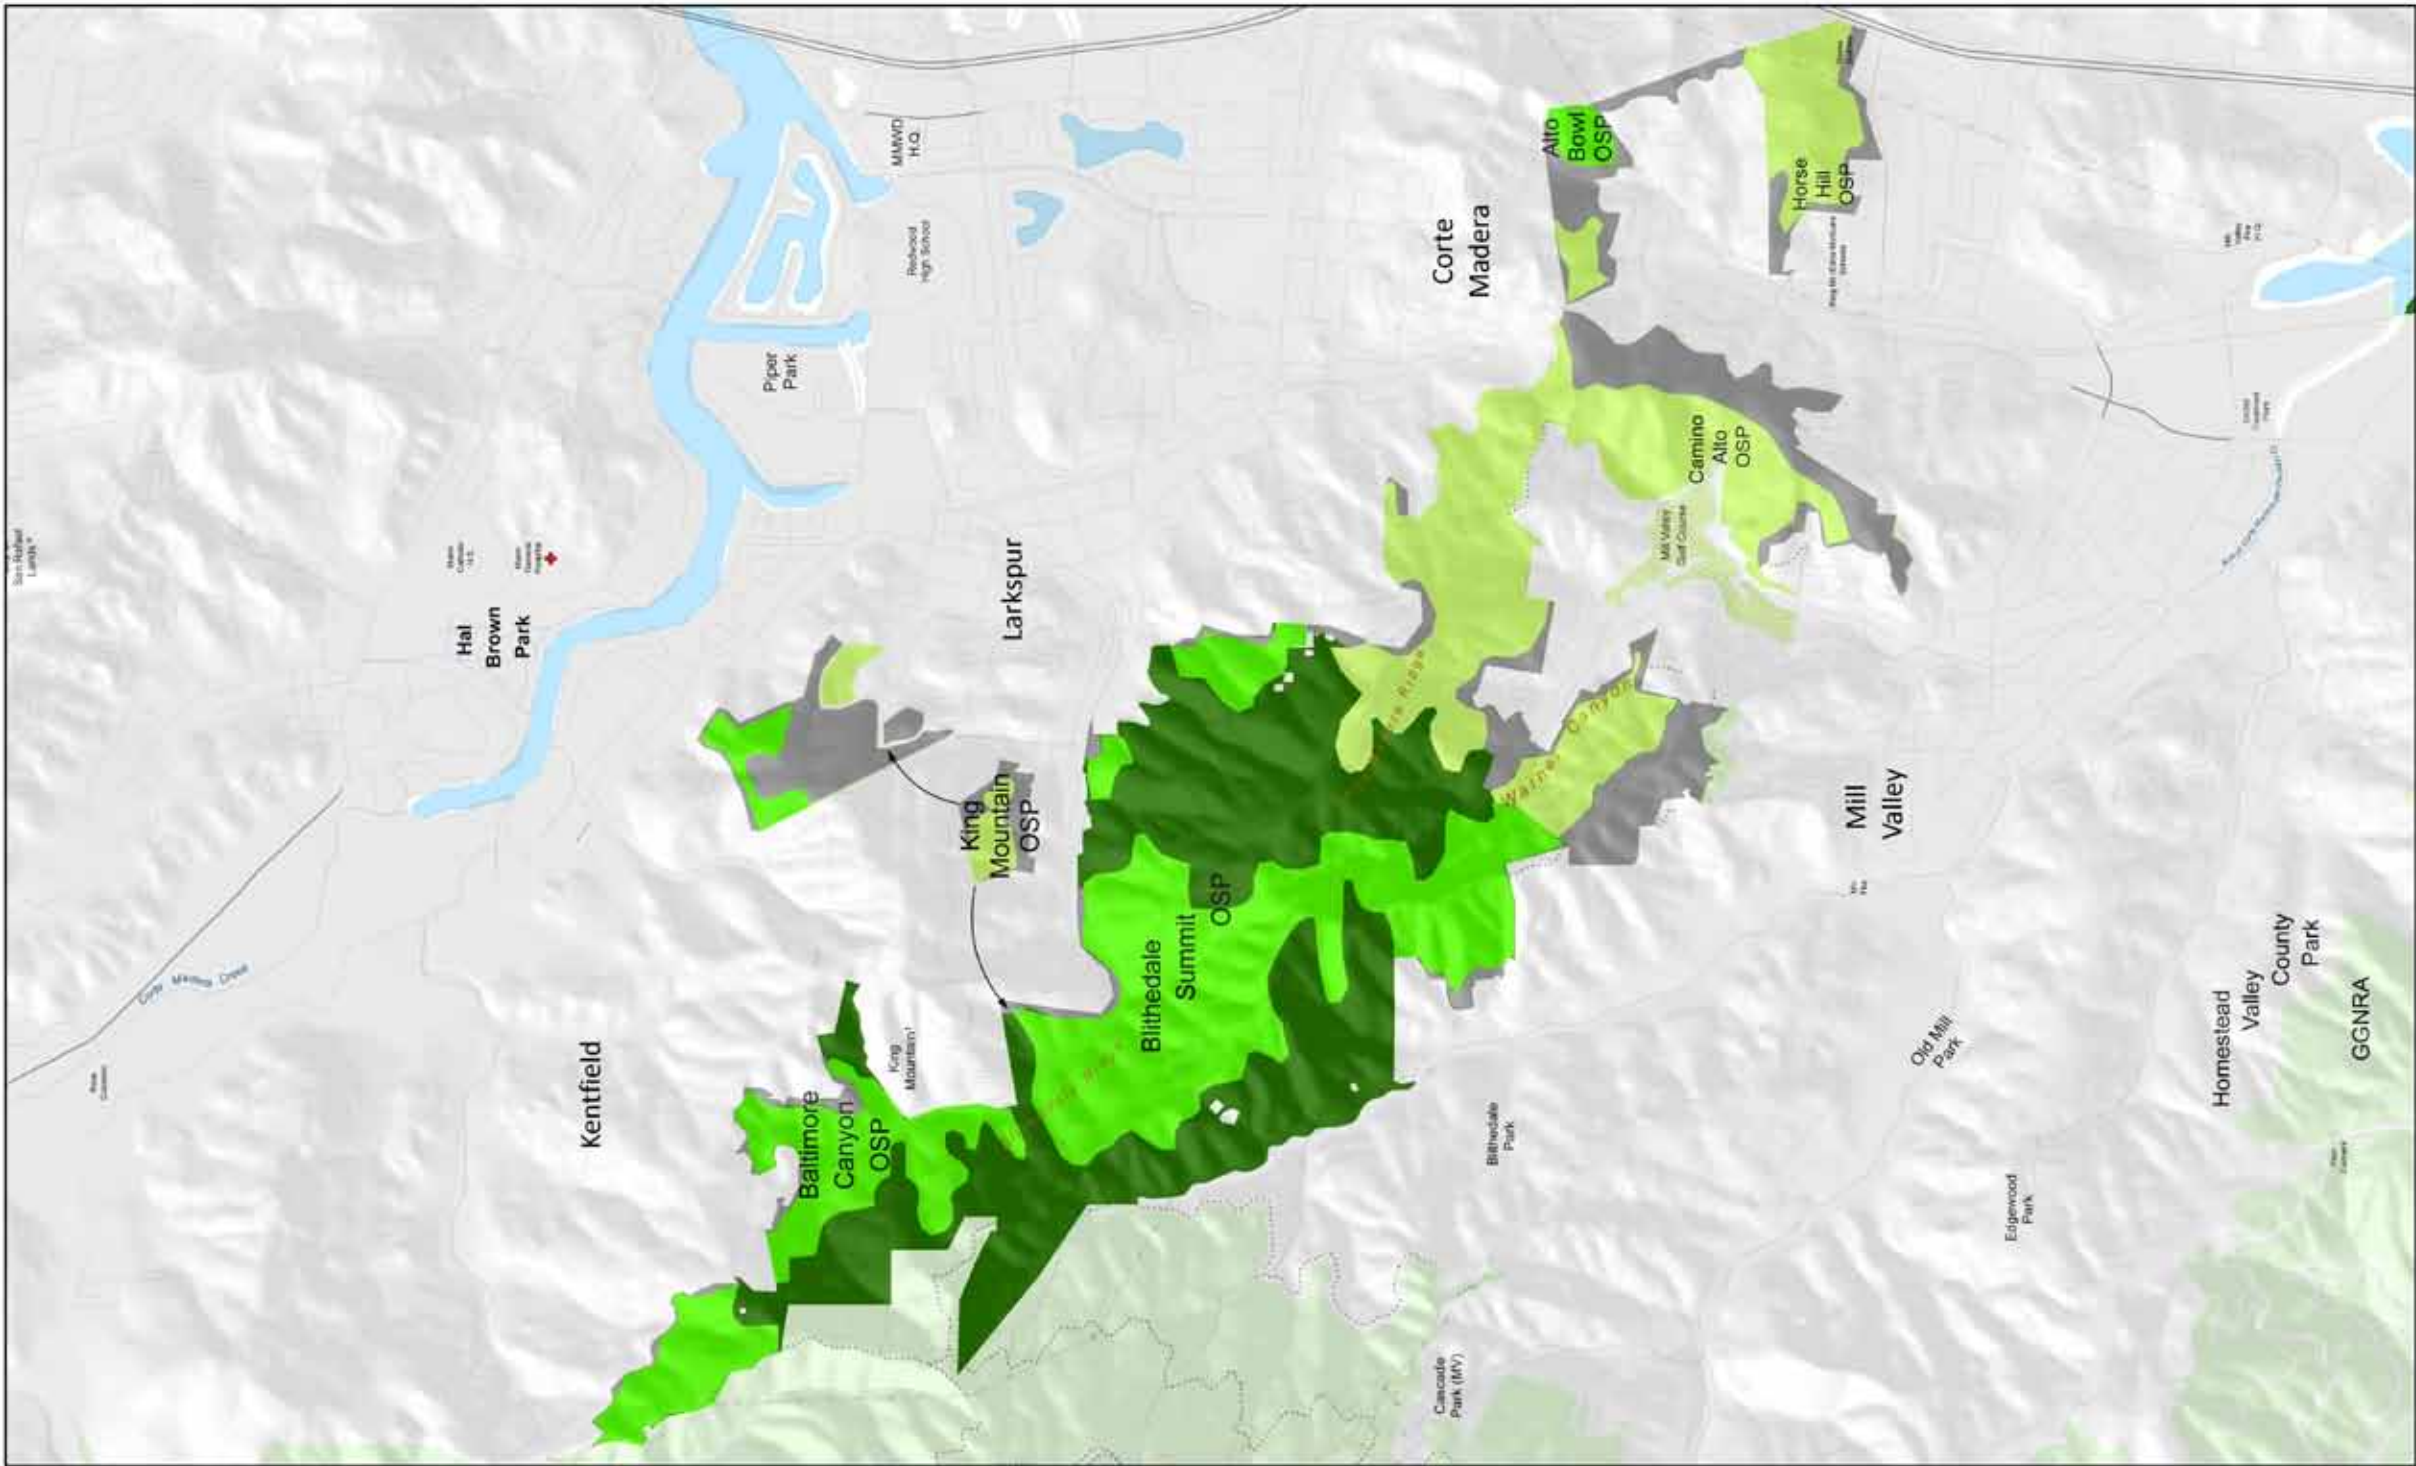 San Rafael
Lands
Hal
Brown
Park
Larkspur
Piper
Park
Redwood
High School
MMWD
H.Q.
Corte
Madera
Alto
Bowl
OSP
Horse
Hill
OSP
Camino
Alto
OSP
Mill Valley
Golf Course
King
Mountain
OSP
Kentfield
Baltimore
Canyon
OSP
King
Mountain
Blithedale
Summit
OSP
Warner Canyon
Corte Madera Creek
Mill
Valley
Old Mill
Park
Blithedale
Park
Edgewood
Park
Cascade
Park (MV)
Homestead
Valley
County
Park
GGNRA